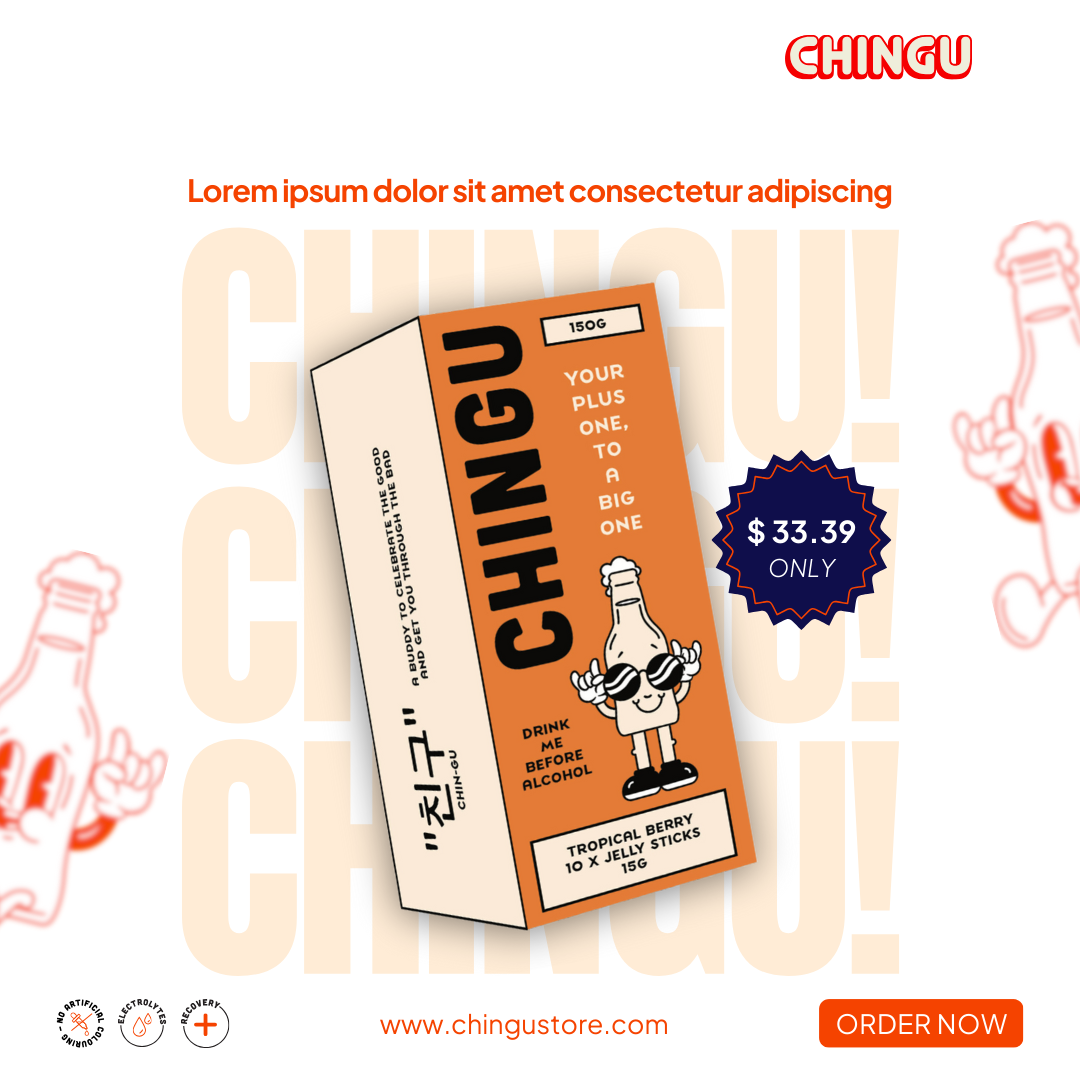 CHINGU
Lorem ipsum dolor sit amet consectetur adipiscing
CHINGU!
CHINGU!
CHINGU!
"친구"
CHIN-GU
A BUDDY TO CELEBRATE THE GOOD
AND GET YOU THROUGH THE BAD
CHINGU
150G
YOUR
PLUS
ONE,
TO
A
BIG
ONE
DRINK
ME
BEFORE
ALCOHOL
TROPICAL BERRY
10 X JELLY STICKS
15G
$ 33.39
ONLY
NO ARTIFICIAL COLOURING
ELECTROLYTES
RECOVERY
www.chingustore.com
ORDER NOW